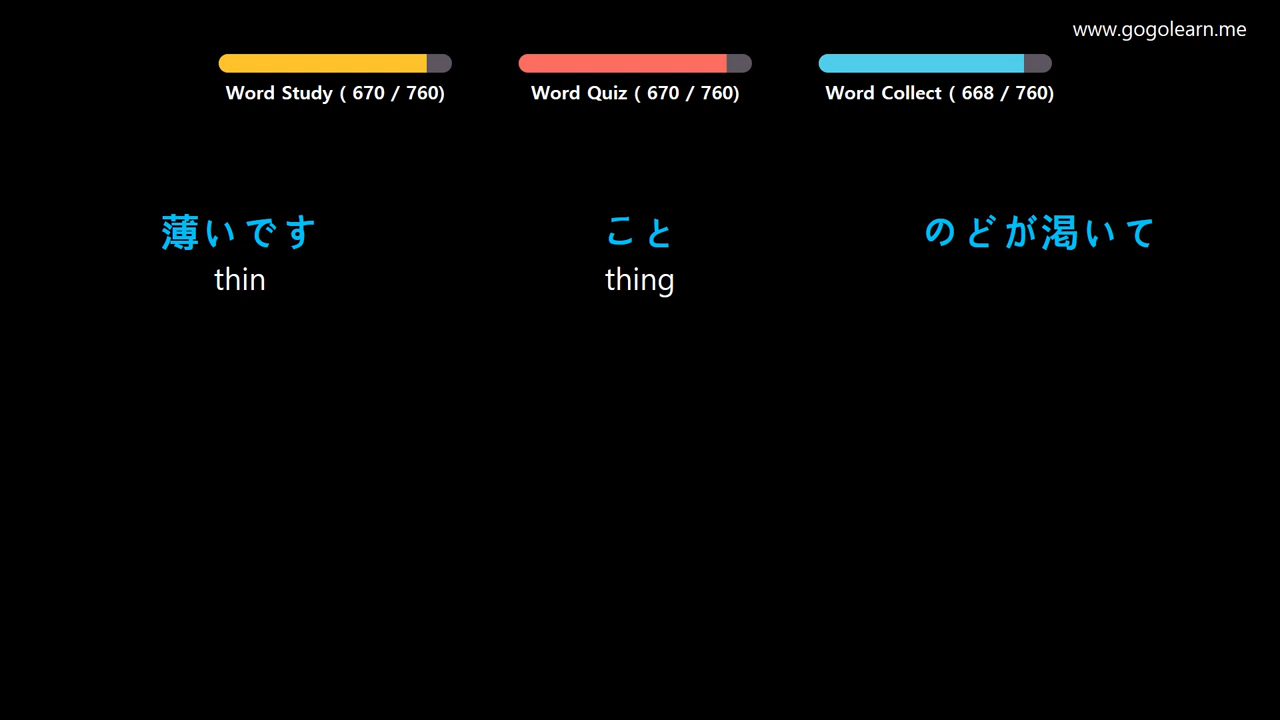 www.gogolearn.me
Word Study ( 670 / 760)
Word Quiz ( 670 / 760)
Word Collect ( 668 / 760)
薄いです
thin
こと
thing
のどが渇いて